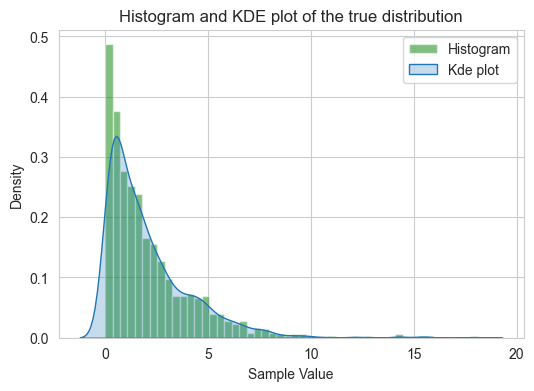 Histogram and KDE plot of the true distribution
Histogram
Kde plot
0.5
0.4
0.3
0.2
0.1
0.0
Density
0
5
10
15
20
Sample Value